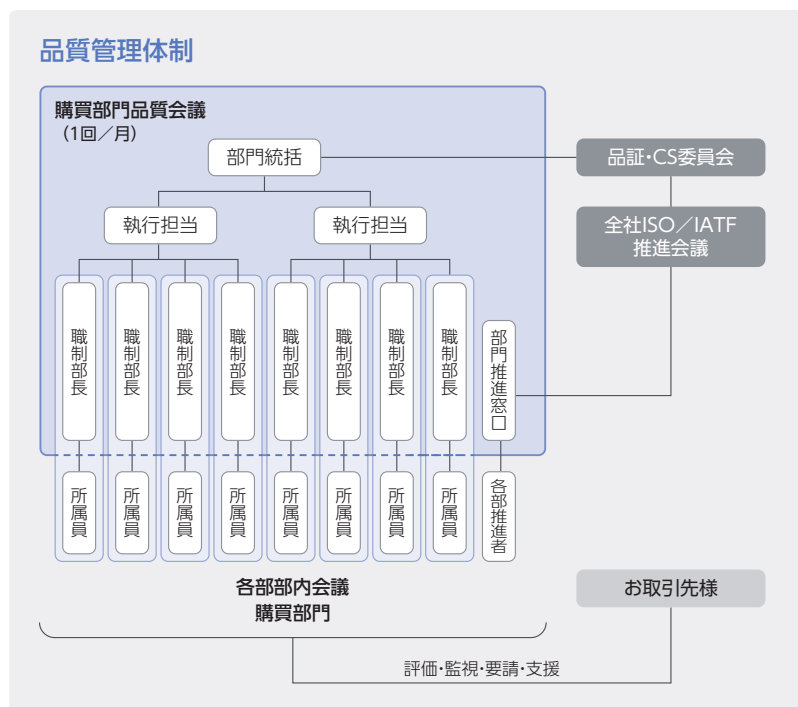 品質管理体制
購買部門品質会議
（1回／月）
部門統括
品証・CS委員会
執行担当
執行担当
全社ISO／IATF
推進会議
職制部長
職制部長
職制部長
職制部長
職制部長
職制部長
職制部長
職制部長
部門推進窓口
所属員
所属員
所属員
所属員
所属員
所属員
所属員
所属員
各部推進者
各部部内会議
購買部門
お取引先様
評価・監視・要請・支援